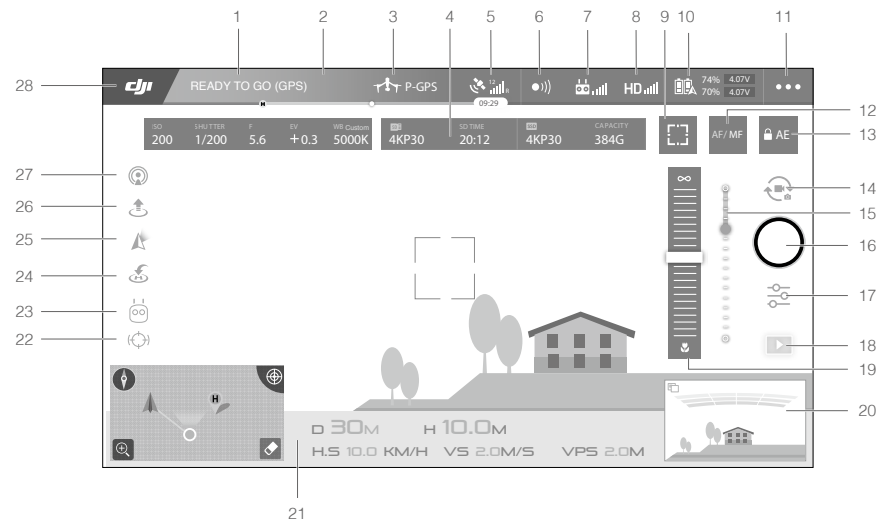 1 2 3 4 5 6 7 8 9 10 11
28 dji READY TO GO (GPS) P-GPS 12 R HD 74% 4.07V
70% 4.07V
H 09:29
12
ISO SHUTTER F EV WB Custom SD TIME CAPACITY
200 1/200 5.6 +0.3 5000K 4KP30 20:12 4KP30 384G AF/MF AE 13
27 ∞ 14
26 15
25 16
24 17
23 18
22 19
H
20
D 30M H 10.0M
H.S 10.0 KM/H VS 2.0M/S VPS 2.0M
21